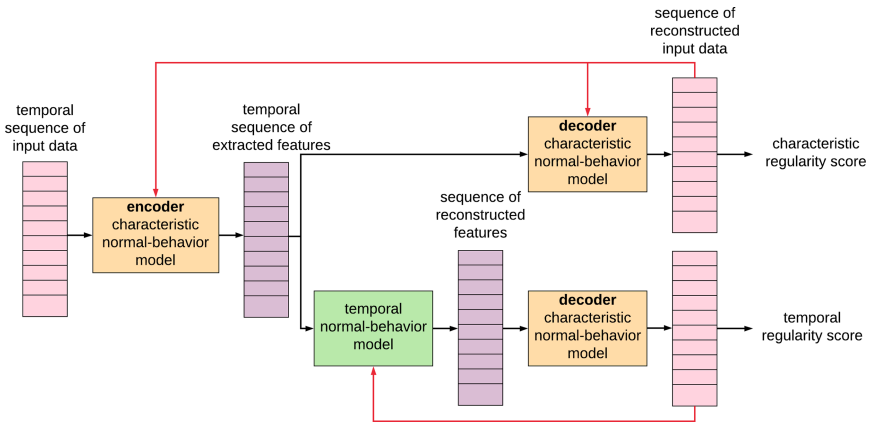 sequence of
reconstructed
input data
temporal
sequence of
input data
temporal
sequence of
extracted features
decoder
characteristic
normal-behavior
model
characteristic
regularity score
encoder
characteristic
normal-behavior
model
sequence of
reconstructed
features
temporal
normal-behavior
model
decoder
characteristic
normal-behavior
model
temporal
regularity score